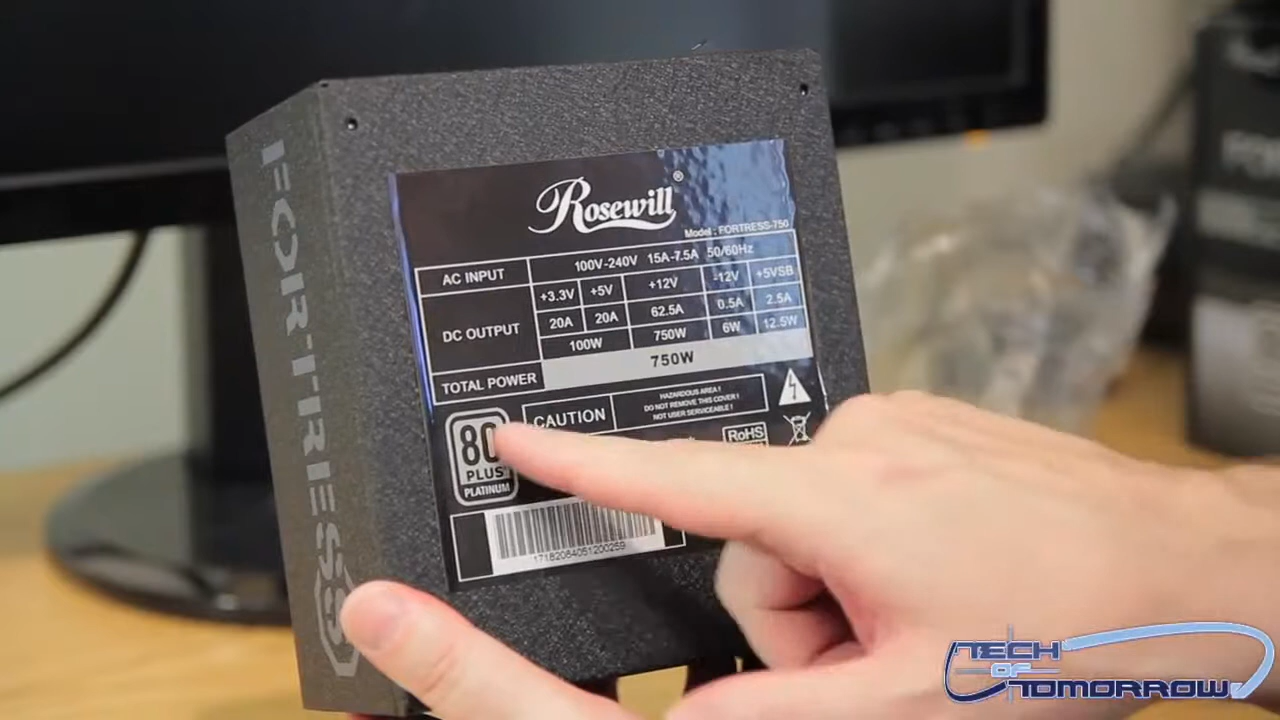 FORTRESS
Rosewill®
Model : FORTRESS-750
AC INPUT 100V-240V 15A-7.5A 50/60Hz
DC OUTPUT +3.3V +5V +12V -12V +5VSB
20A 20A 62.5A 0.5A 2.5A
100W 750W 6W 12.5W
TOTAL POWER 750W
CAUTION
HAZARDOUS AREA !
DO NOT REMOVE THIS COVER !
NOT USER SERVICEABLE !
80
PLUS
PLATINUM
RoHS
17182064051200259
TECH
OF
TOMORROW